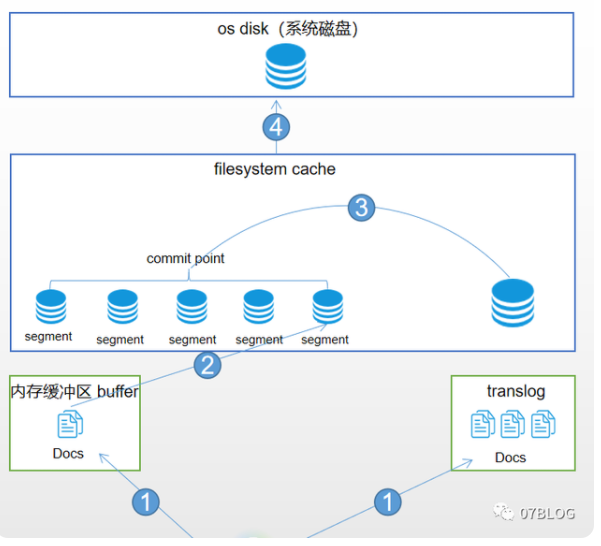 os disk（系统磁盘）
4
filesystem cache
3
commit point
segment
segment
segment
segment
segment
2
内存缓冲区 buffer
Docs
translog
Docs
1
1
07BLOG